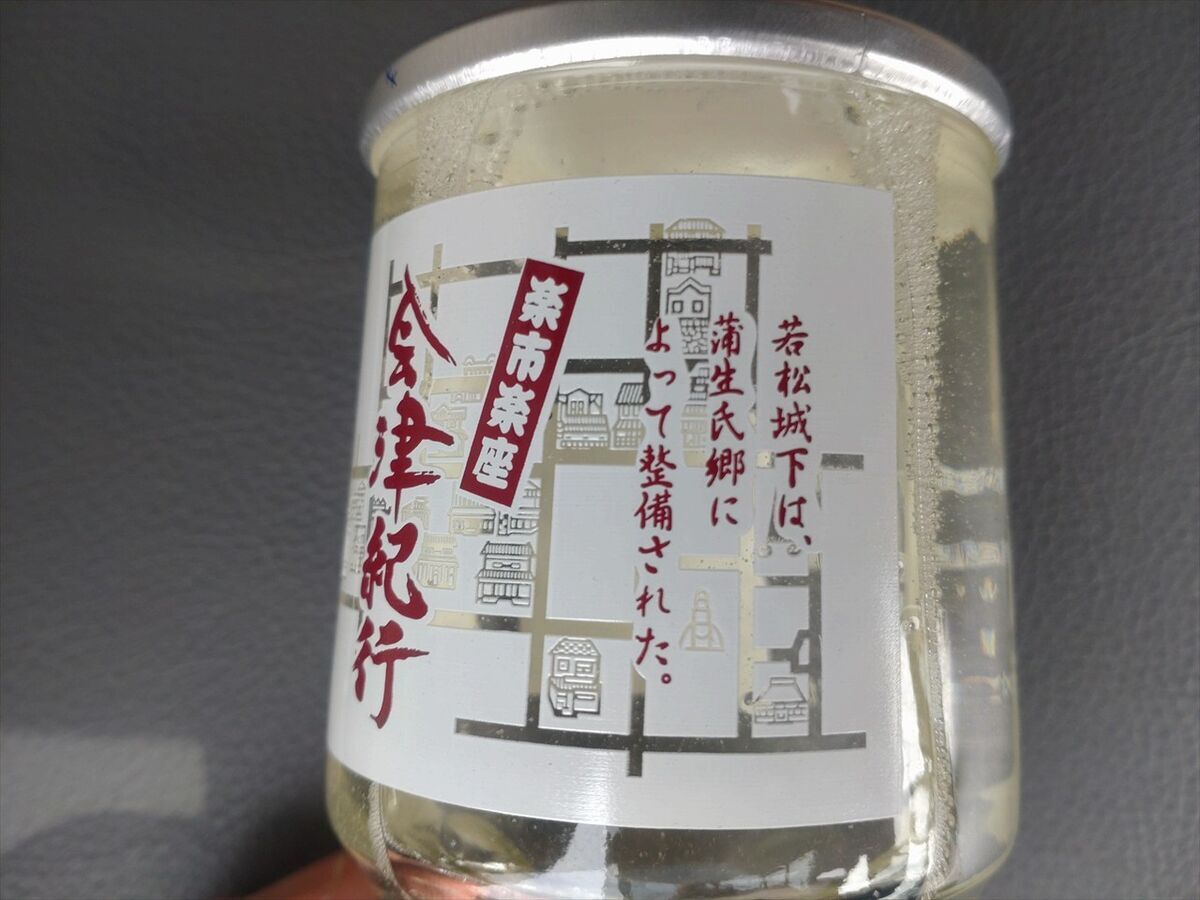 若松城下は、
蒲生氏郷に
よって整備された。
楽市楽座
会津紀行